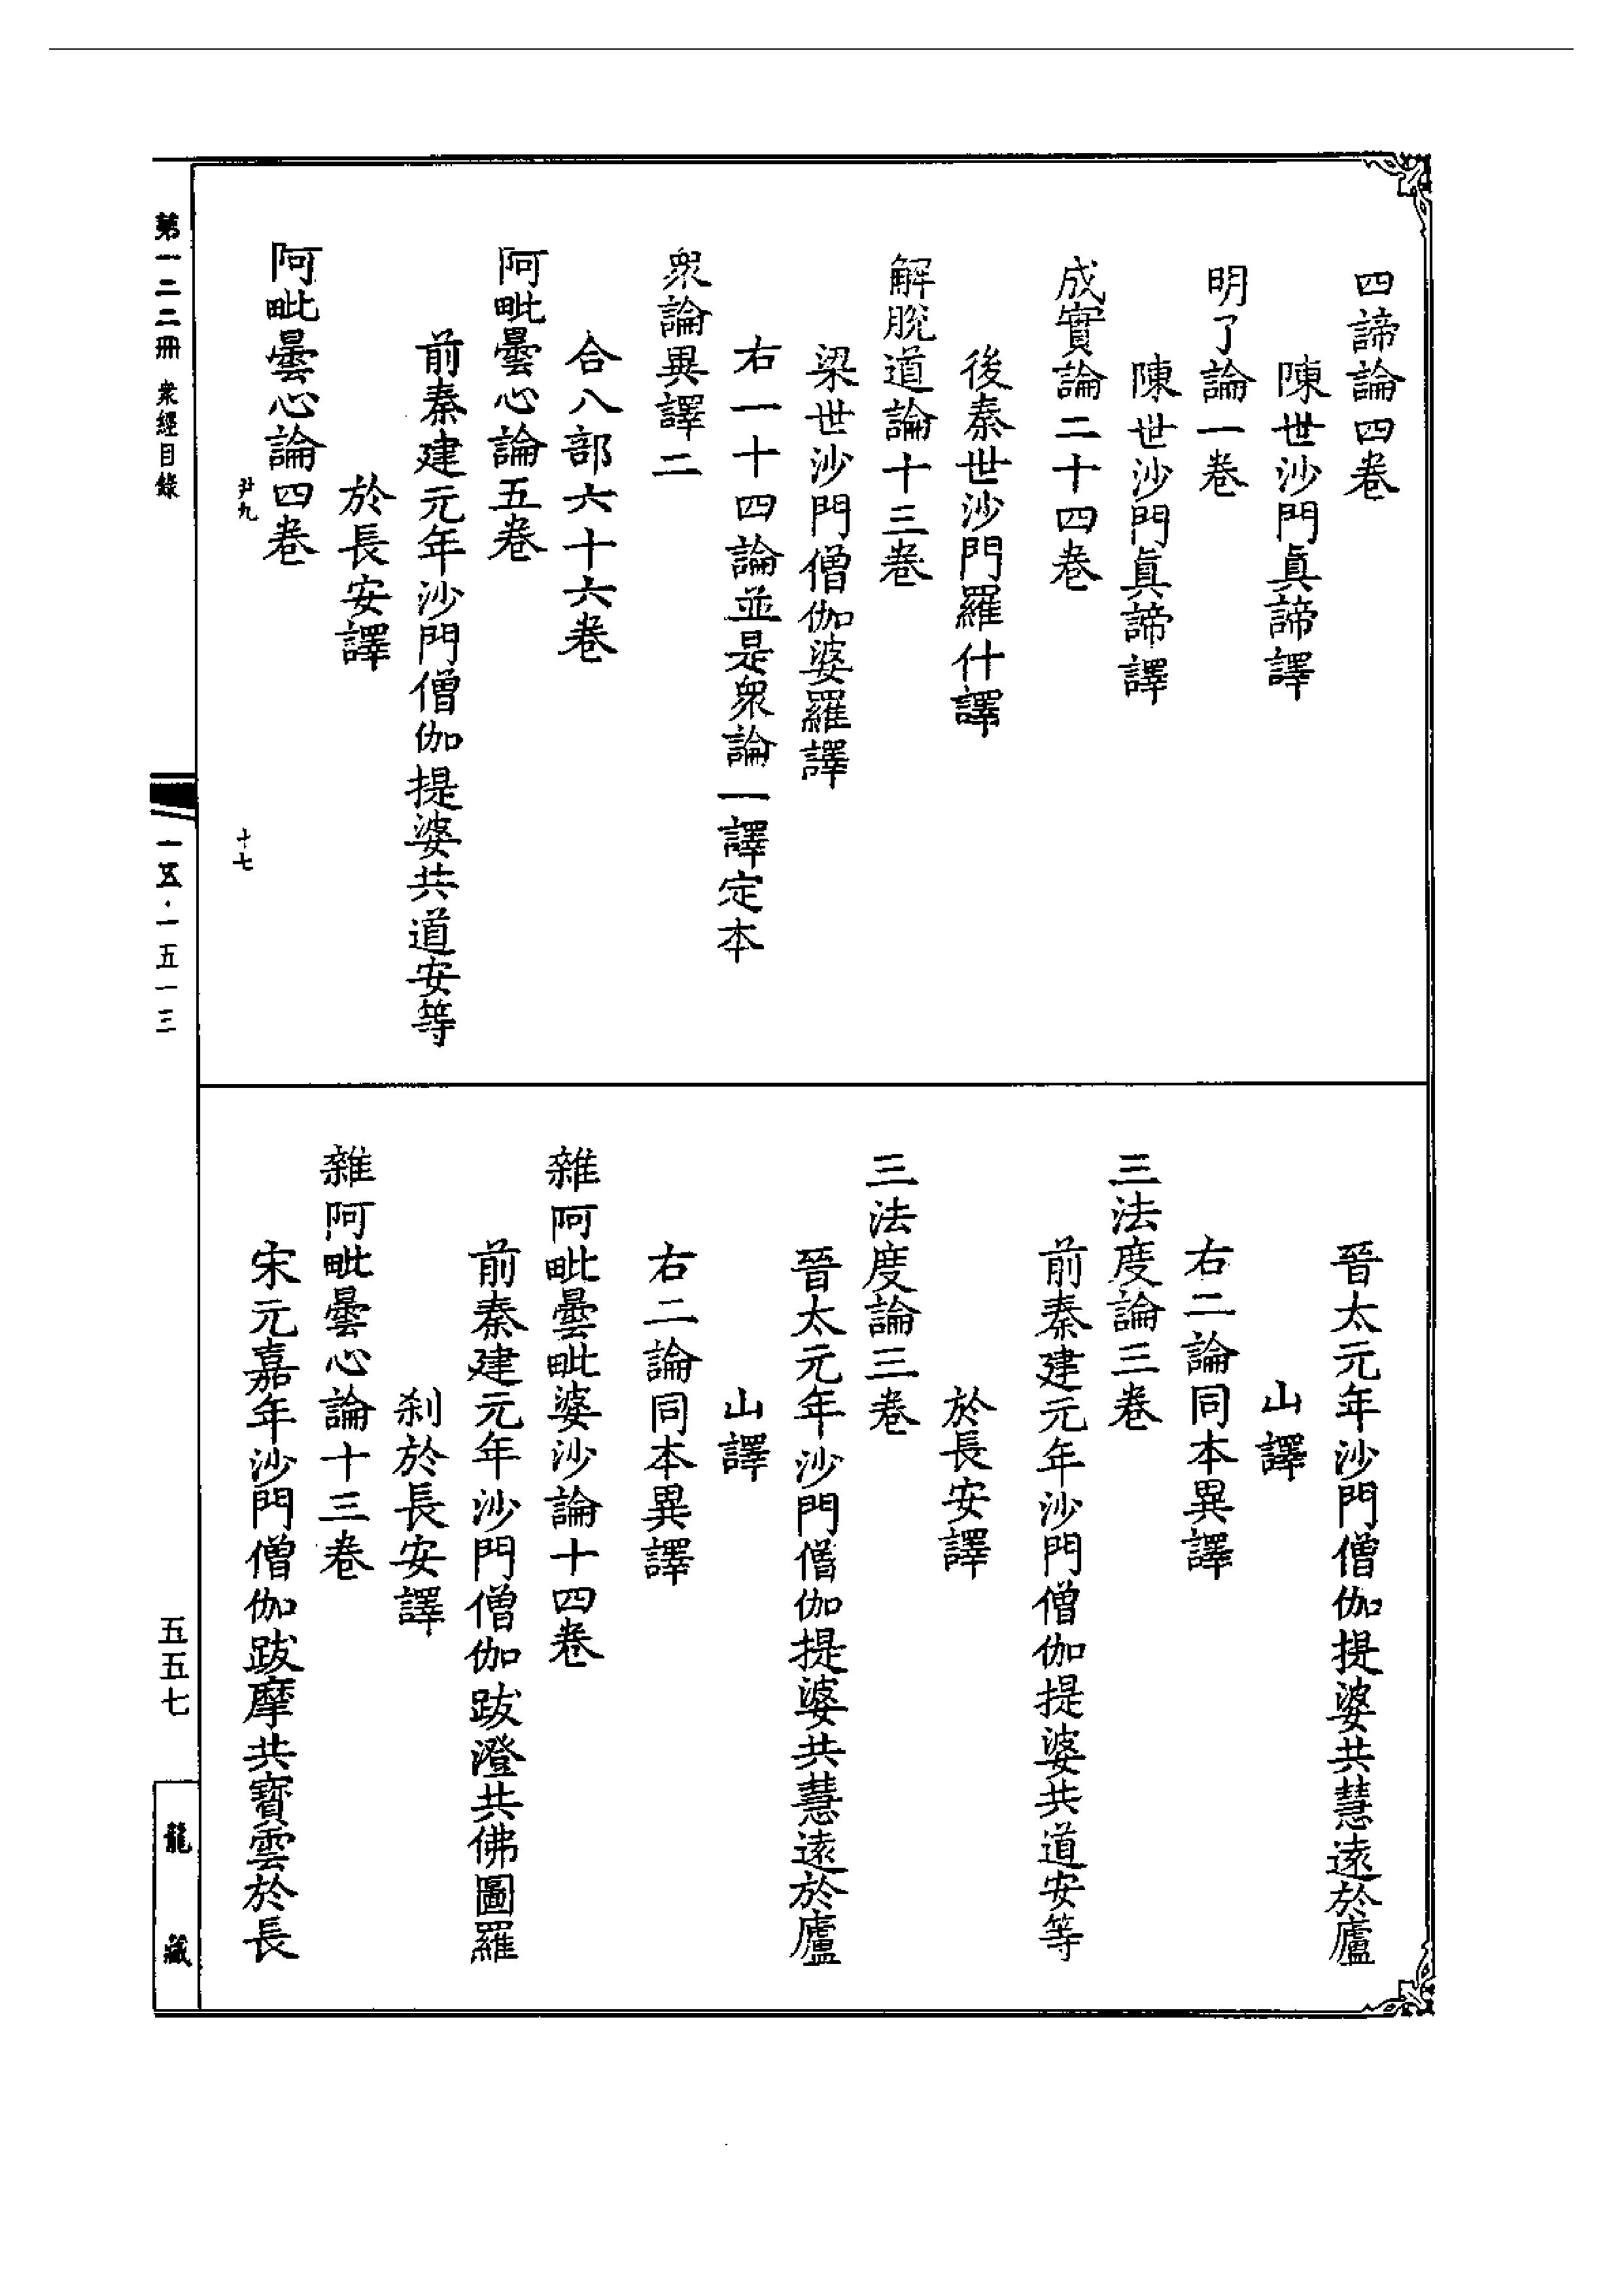 四諦論四卷
陳世沙門眞諦譯
明了論一卷
陳世沙門眞諦譯
成實論二十四卷
後秦世沙門羅什譯
解脫道論十三卷
梁世沙門僧伽婆羅譯
右一十四論並是衆論一譯定本
衆論異譯二
合八部六十六卷
阿毗曇心論五卷
前秦建元年沙門僧伽提婆共道安等
於長安譯
阿毗曇心論四卷
尹九
十七
晉太元年沙門僧伽提婆共慧遠於廬
山譯
右二論同本異譯
三法度論三卷
前秦建元年沙門僧伽提婆共道安等
於長安譯
三法度論三卷
晉太元年沙門僧伽提婆共慧遠於廬
山譯
右二論同本異譯
雜阿毗曇毗婆沙論十四卷
前秦建元年沙門僧伽跋澄共佛圖羅
刹於長安譯
雜阿毗曇心論十三卷
宋元嘉年沙門僧伽跋摩共寶雲於長
第一二二冊 衆經目錄
·一五一三
五五七
龍藏